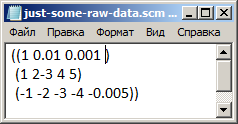 just-some-raw-data.scm ...
Файл Правка Формат Вид Справка
((1 0.01 0.001 )
(1 2-3 4 5)
(-1 -2 -3 -4 -0.005))